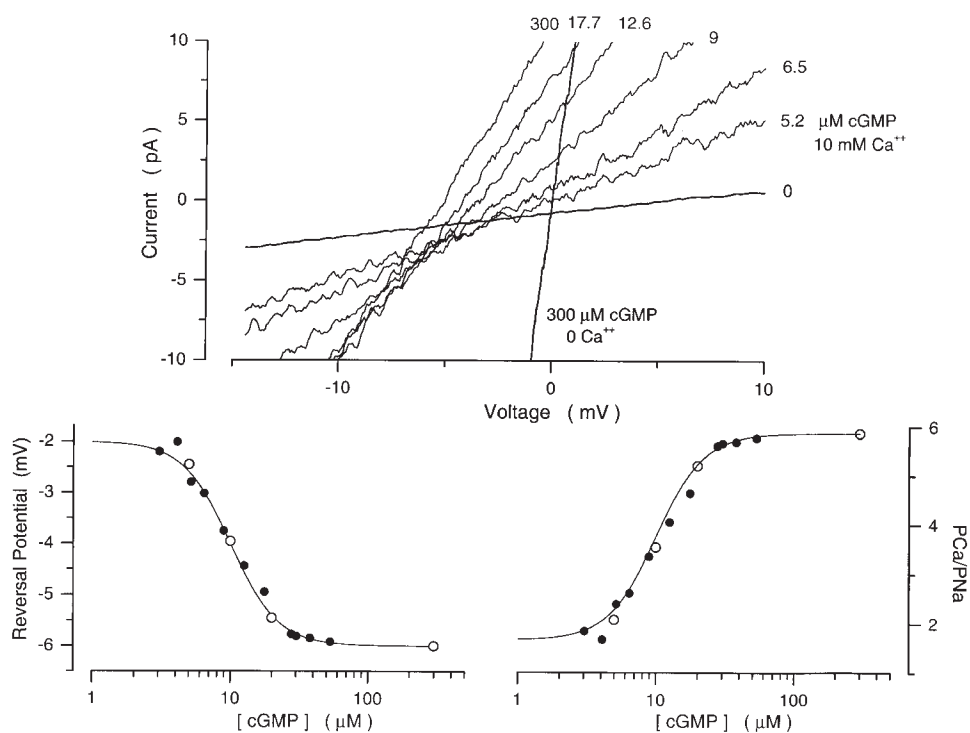 300 17.7 12.6
10
9
6.5
5
5.2 μM cGMP
10 mM Ca++
0
0
Current ( pA )
-5
300 μM cGMP
0 Ca++
-10
-10 0 10
Voltage ( mV )
-2
-3
-4
-5
-6
Reversal Potential (mV)
1 10 100
[ cGMP ] ( μM )
6
4
2
PCa/PNa
1 10 100
[ cGMP ] ( μM )